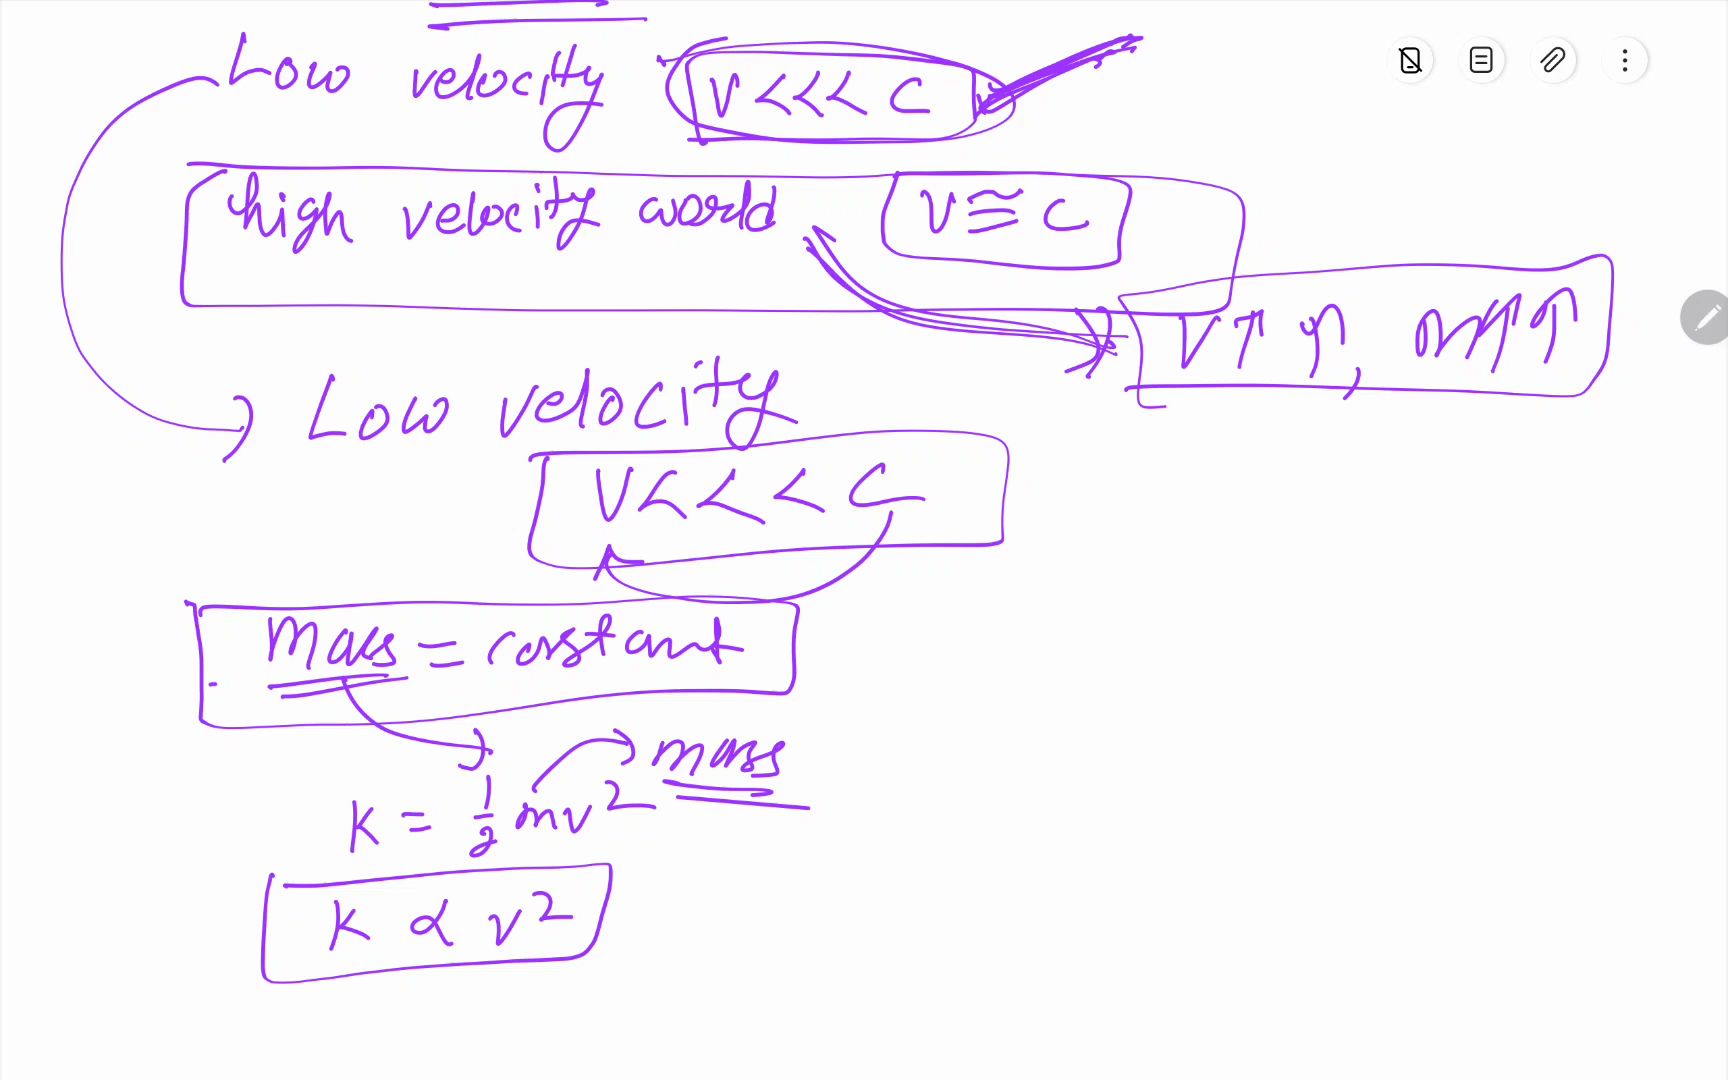 Low velocity V <<< C
high velocity world V ≅ C
V↑↑, m↑↑
Low velocity
V < < < C
Mass = constant
K = 1/2 mv² mass
K ∝ v²